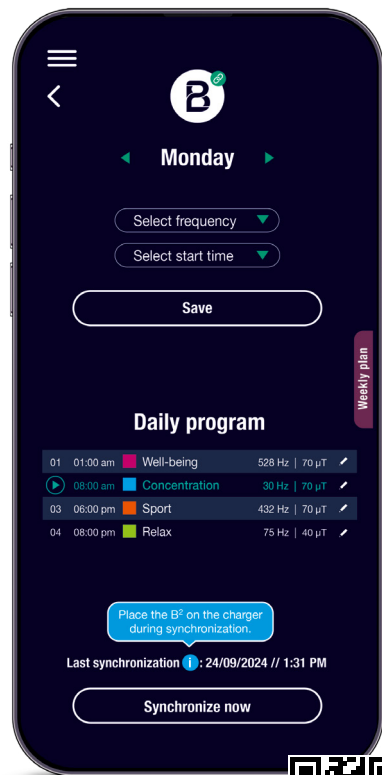 B
Monday
Select frequency
Select start time
Save
Weekly plan
Daily program
01 01:00 am Well-being 528 Hz | 70 µT
08:00 am Concentration 30 Hz | 70 µT
03 06:00 pm Sport 432 Hz | 70 µT
04 08:00 pm Relax 75 Hz | 40 µT
Place the B² on the charger
during synchronization.
Last synchronization i : 24/09/2024 // 1:31 PM
Synchronize now